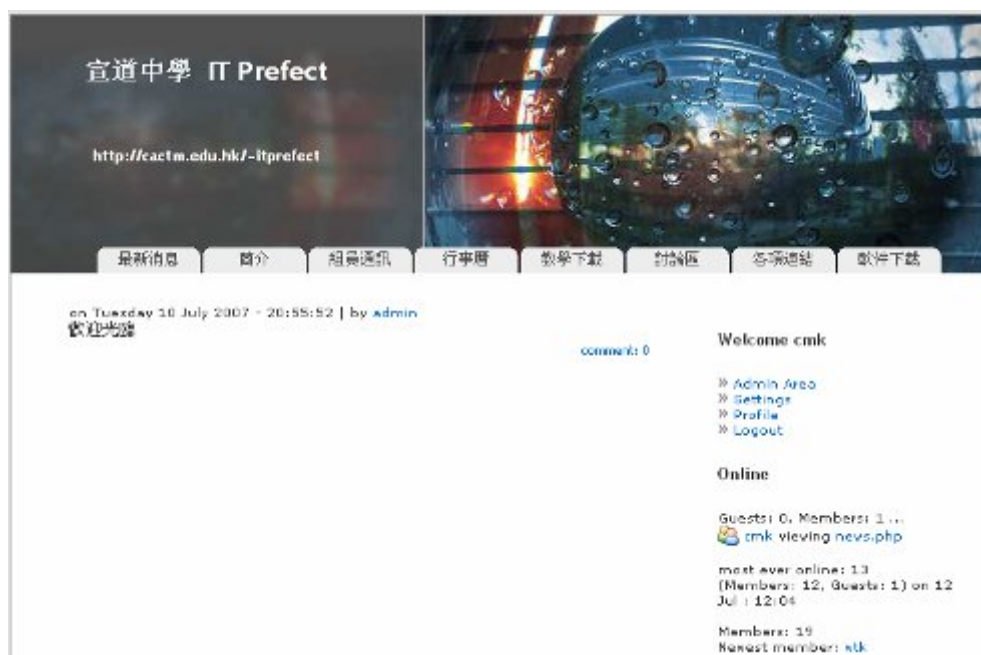 宣道中學 IT Prefect
http://cactm.edu.hk/~itprefect
最新消息 簡介 組員通訊 行事曆 教學下載 討論區 各項連結 軟件下載
on Tuesday 10 July 2007 - 20:55:52 | by admin
歡迎光臨
comment: 0
Welcome cmk
» Admin Area
» Settings
» Profile
» Logout
Online
Guests: 0, Members: 1 ...
cmk viewing news.php
most ever online: 13
(Members: 12, Guests: 1) on 12
Jul : 12:04
Members: 19
Newest member: wtk